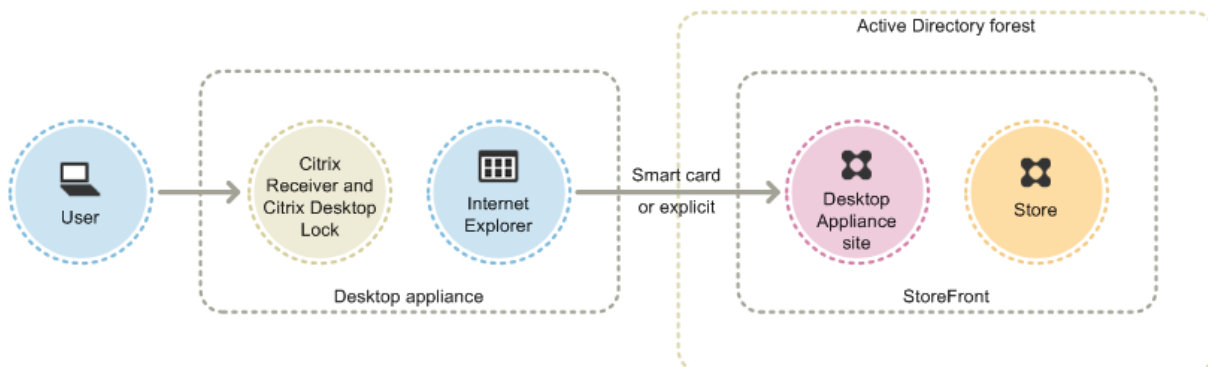 Active Directory forest
User
Citrix
Receiver and
Citrix Desktop
Lock
Internet
Explorer
Desktop appliance
Smart card
or explicit
Desktop
Appliance
site
Store
StoreFront